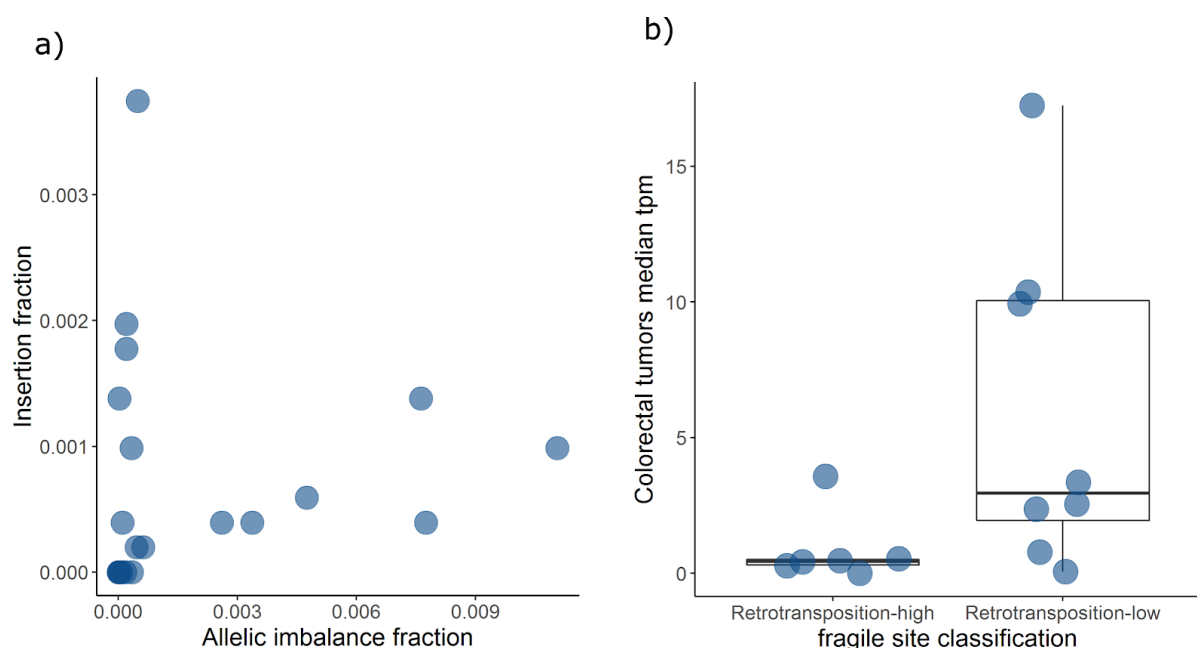 a)
Insertion fraction
0.003
0.002
0.001
0.000
0.000 0.003 0.006 0.009
Allelic imbalance fraction
b)
Colorectal tumors median tpm
15
10
5
0
Retrotransposition-high Retrotransposition-low
fragile site classification